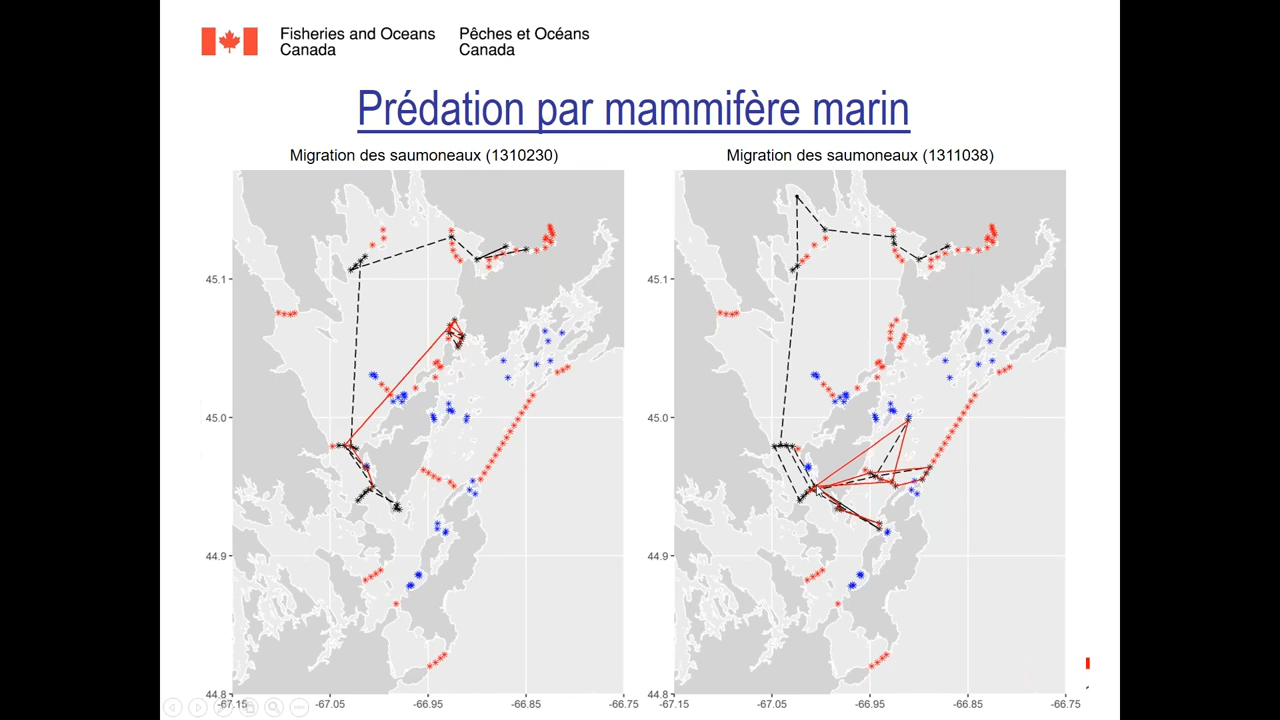 Fisheries and Oceans Pêches et Océans
Canada Canada
Prédation par mammifère marin
Migration des saumoneaux (1310230)
Migration des saumoneaux (1311038)
45.1
45.0
44.9
44.8
-67.15 -67.05 -66.95 -66.85 -66.75
45.1
45.0
44.9
44.8
-67.15 -67.05 -66.95 -66.85 -66.75